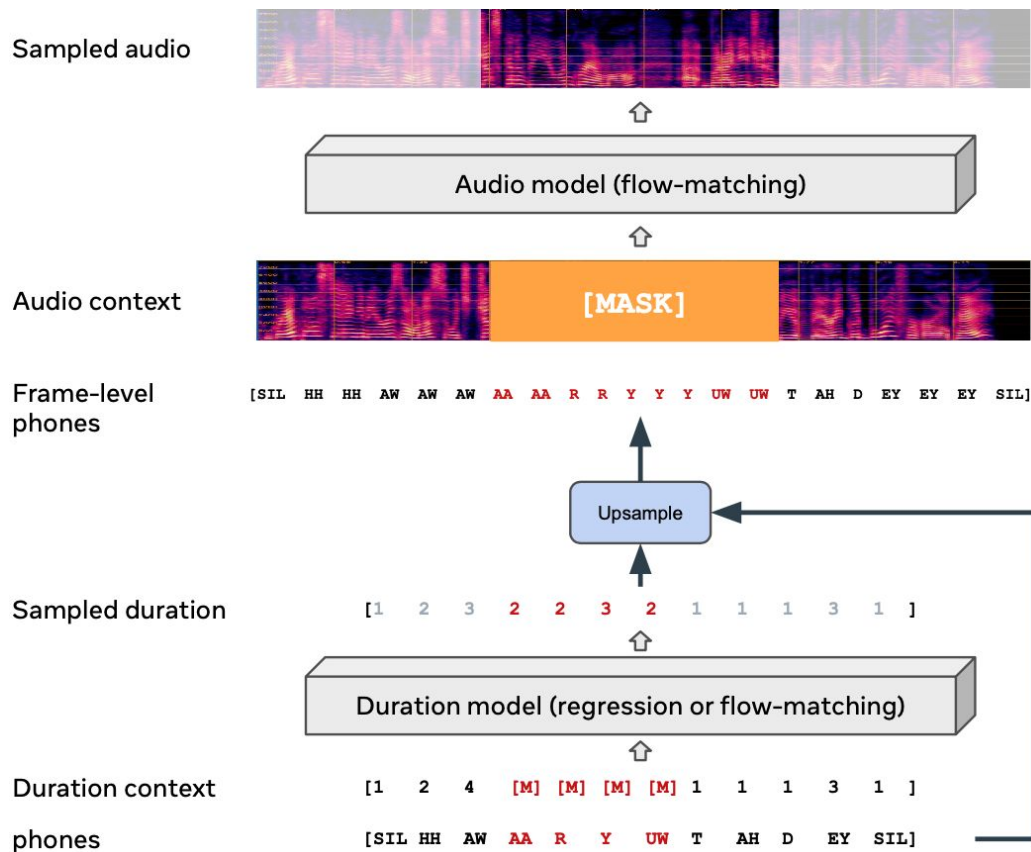 Sampled audio
Audio model (flow-matching)
Audio context
[MASK]
Frame-level phones
[SIL HH HH AW AW AW AA AA R R Y Y Y UW UW T AH D EY EY EY SIL]
Upsample
Sampled duration
[1 2 3 2 2 3 2 1 1 1 3 1 ]
Duration model (regression or flow-matching)
Duration context
[1 2 4 [M] [M] [M] [M] 1 1 1 3 1 ]
phones
[SIL HH AW AA R Y UW T AH D EY SIL]